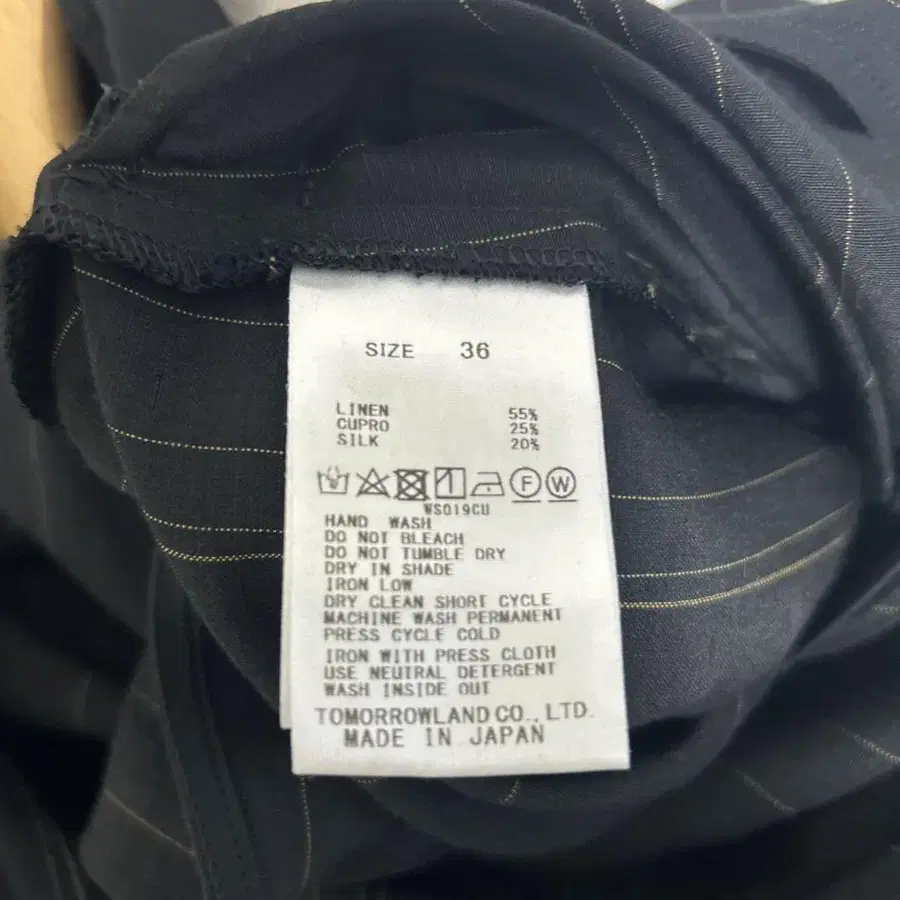 SIZE 36
LINEN 55%
CUPRO 25%
SILK 20%
F W
WS019CU
HAND WASH
DO NOT BLEACH
DO NOT TUMBLE DRY
DRY IN SHADE
IRON LOW
DRY CLEAN SHORT CYCLE
MACHINE WASH PERMANENT
PRESS CYCLE COLD
IRON WITH PRESS CLOTH
USE NEUTRAL DETERGENT
WASH INSIDE OUT
TOMORROWLAND CO., LTD.
MADE IN JAPAN